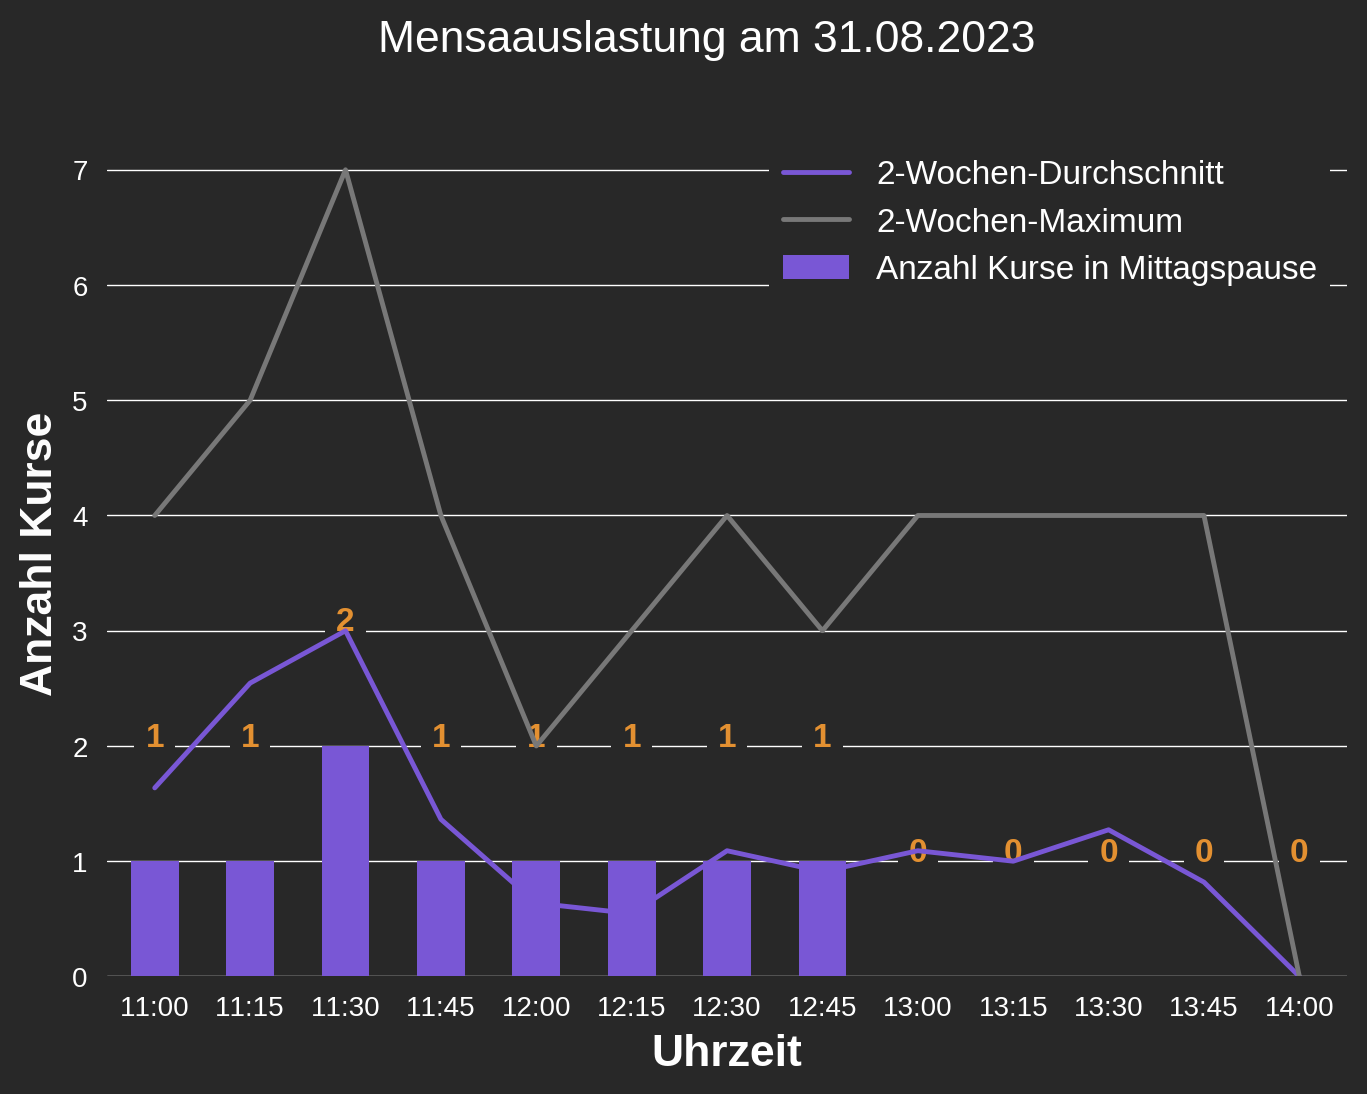 Mensaauslastung am 31.08.2023
2-Wochen-Durchschnitt
2-Wochen-Maximum
Anzahl Kurse in Mittagspause
Anzahl Kurse
7
6
5
4
3
2
1
0
2
1 1 1 1 1 1 1
0 0 0 0 0
11:00 11:15 11:30 11:45 12:00 12:15 12:30 12:45 13:00 13:15 13:30 13:45 14:00
Uhrzeit